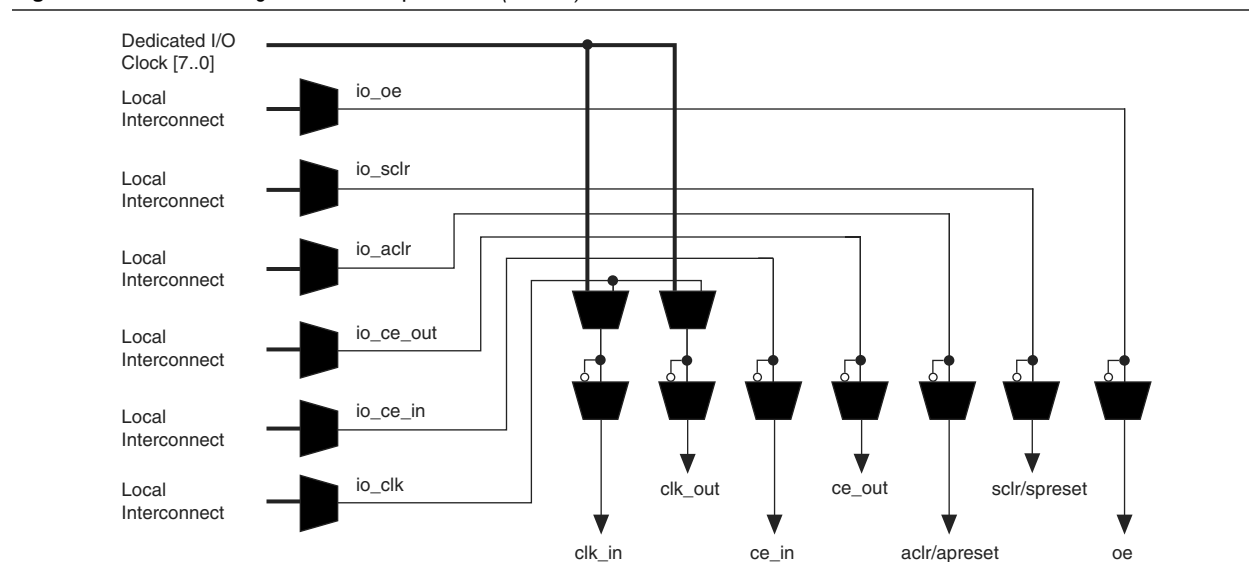 Dedicated I/O
Clock [7..0]
Local
Interconnect
io_oe
Local
Interconnect
io_sclr
Local
Interconnect
io_aclr
Local
Interconnect
io_ce_out
Local
Interconnect
io_ce_in
Local
Interconnect
io_clk
clk_out
ce_out
sclr/spreset
clk_in
ce_in
aclr/apreset
oe